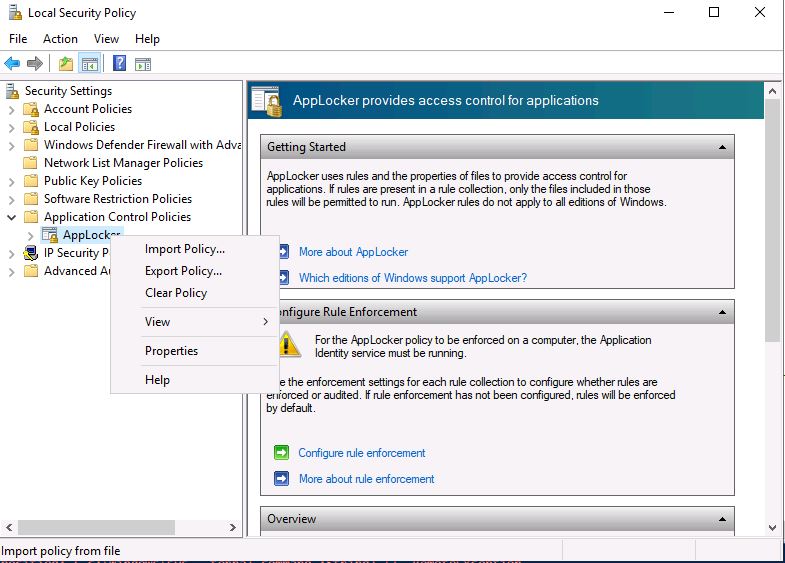 Local Security Policy
File Action View Help
Security Settings
Account Policies
Local Policies
Windows Defender Firewall with Adva
Network List Manager Policies
Public Key Policies
Software Restriction Policies
Application Control Policies
AppLocker
IP Security P
Advanced Au
Import Policy...
Export Policy...
Clear Policy
View
Properties
Help
AppLocker provides access control for applications
Getting Started
AppLocker uses rules and the properties of files to provide access control for
applications. If rules are present in a rule collection, only the files included in those
rules will be permitted to run. AppLocker rules do not apply to all editions of Windows.
More about AppLocker
Which editions of Windows support AppLocker?
onfigure Rule Enforcement
For the AppLocker policy to be enforced on a computer, the Application
Identity service must be running.
e the enforcement settings for each rule collection to configure whether rules are
enforced or audited. If rule enforcement has not been configured, rules will be enforced
by default.
Configure rule enforcement
More about rule enforcement
Overview
Import policy from file